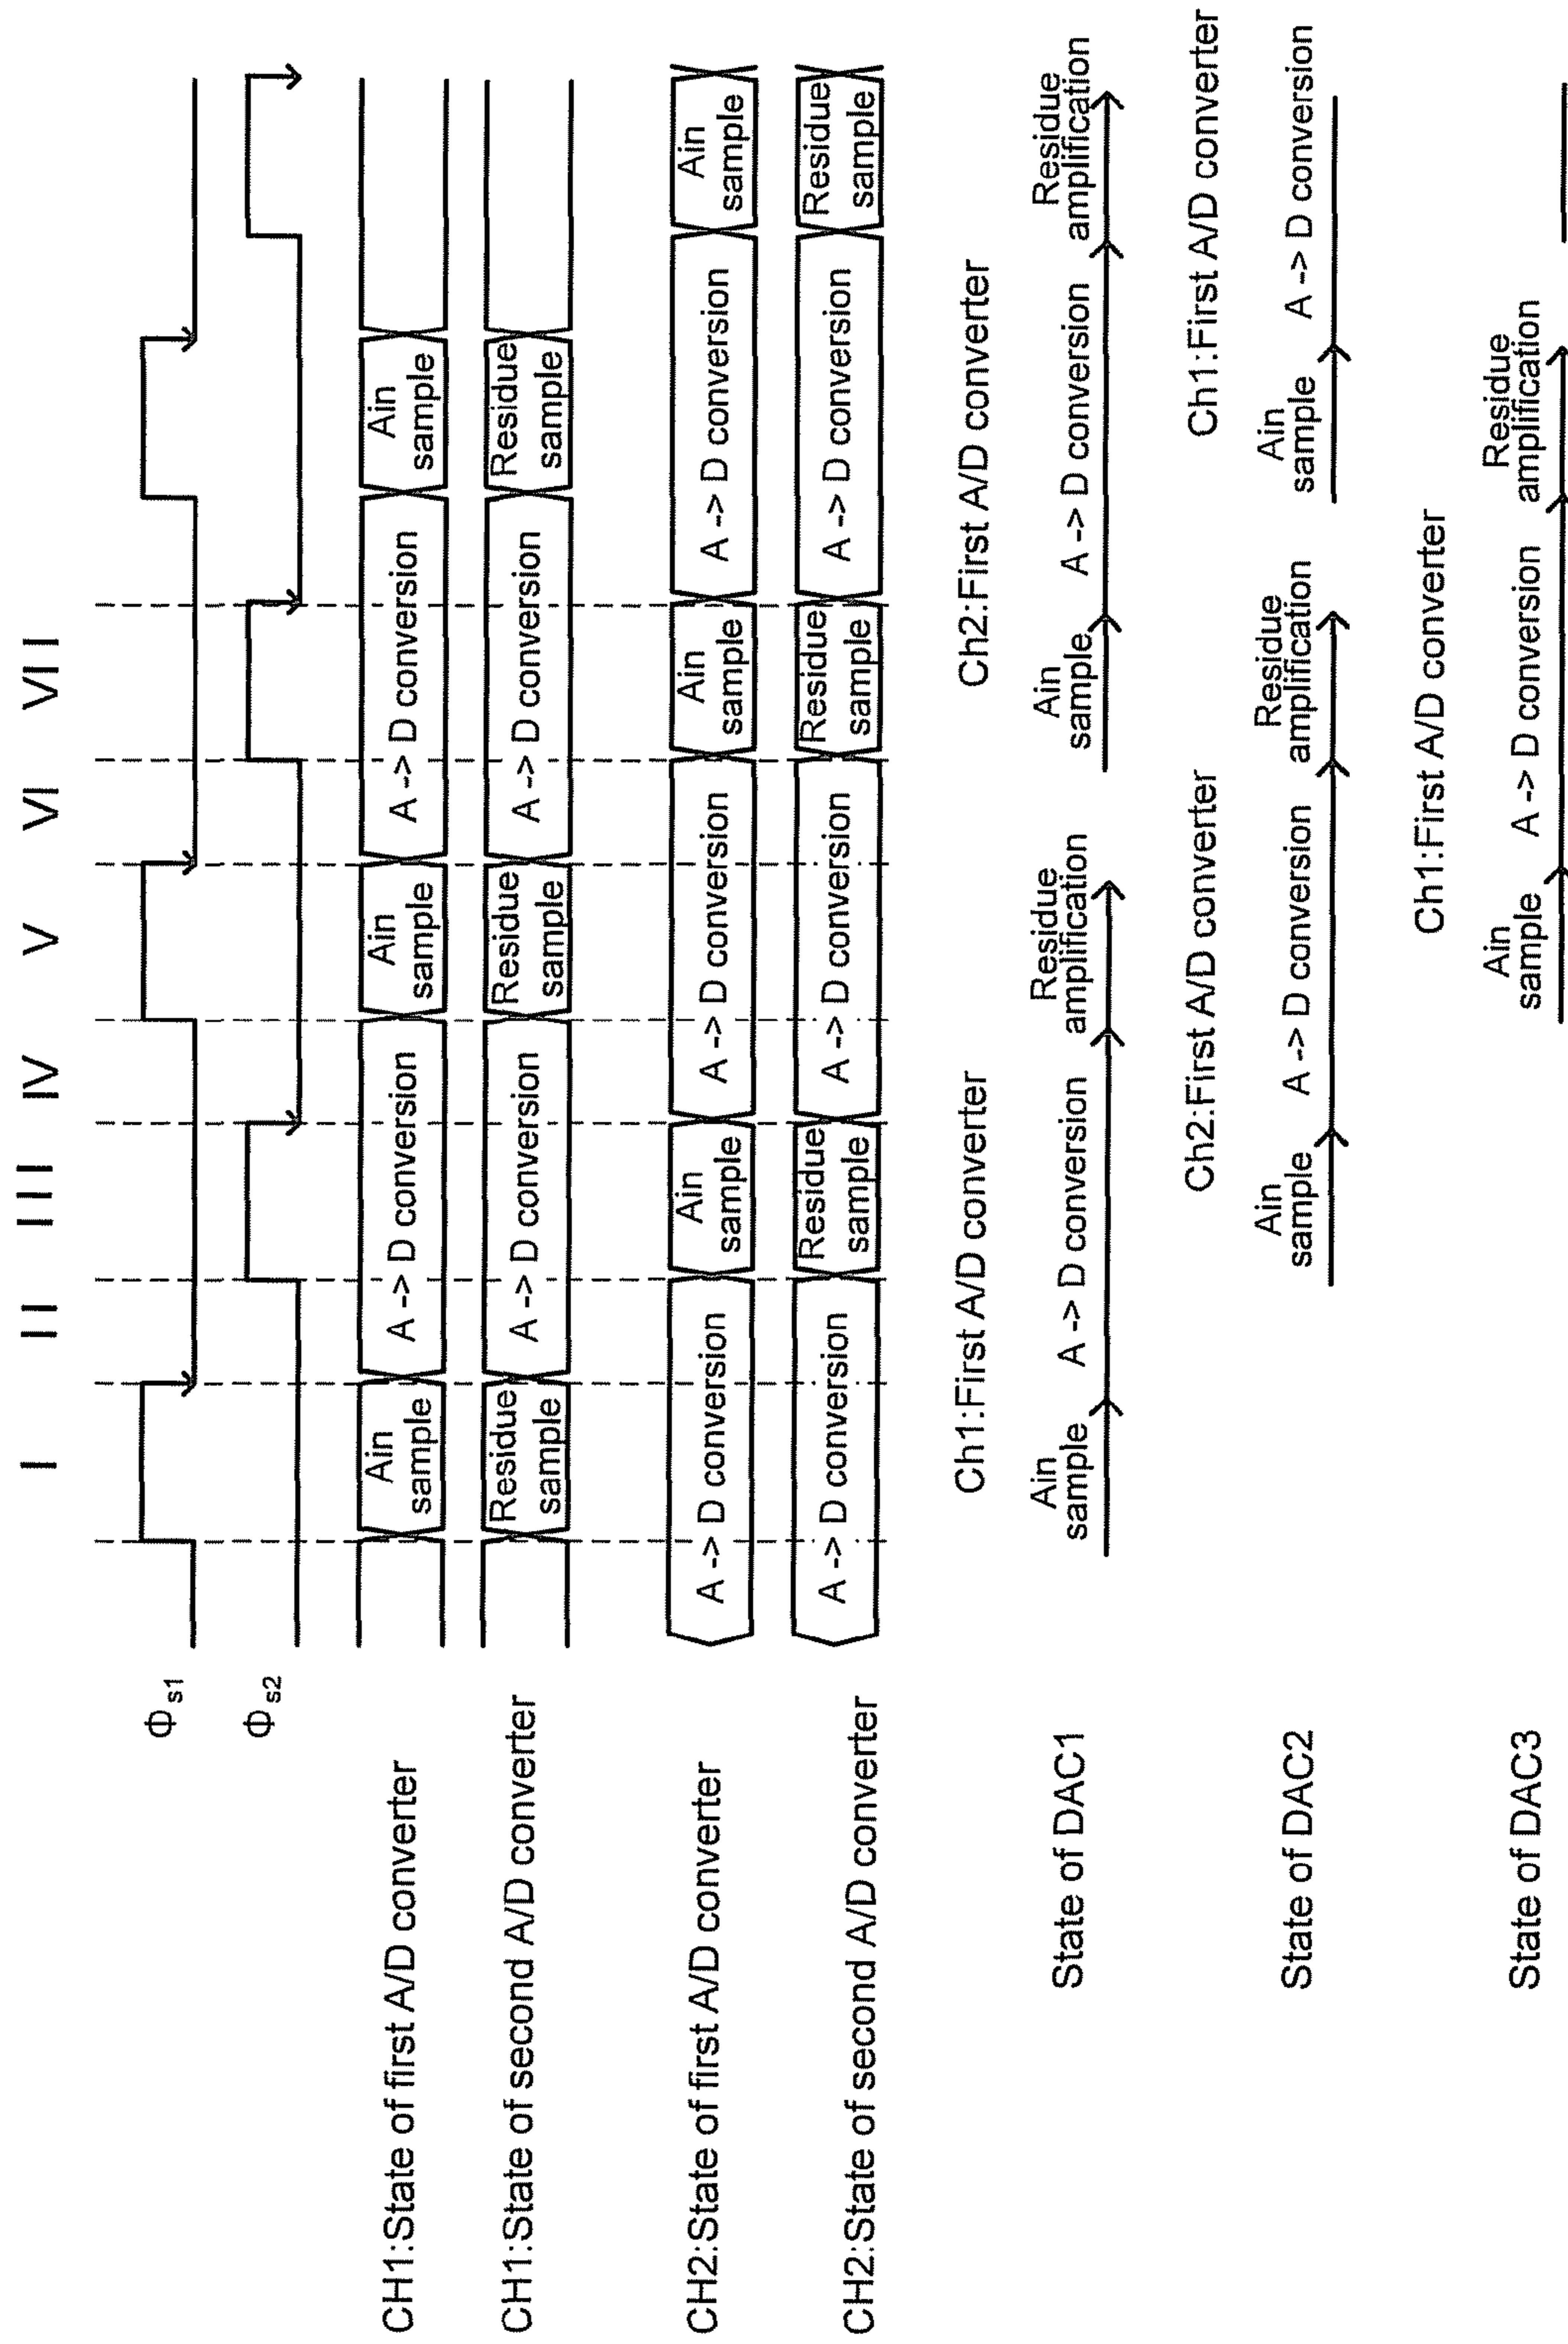 I II III IV V VI VII
Φs1
Φs2
CH1:State of first A/D converter
Ain
sample
A -> D conversion
Ain
sample
A -> D conversion
Ain
sample
CH1:State of second A/D converter
Residue
sample
A -> D conversion
Residue
sample
A -> D conversion
Residue
sample
CH2:State of first A/D converter
A -> D conversion
Ain
sample
A -> D conversion
Ain
sample
A -> D conversion
Ain
sample
CH2:State of second A/D converter
A -> D conversion
Residue
sample
A -> D conversion
Residue
sample
A -> D conversion
Residue
sample
Ch1:First A/D converter
Ch2:First A/D converter
State of DAC1
Ain
sample
A -> D conversion
Residue
amplification
Ain
sample
A -> D conversion
Residue
amplification
Ch2:First A/D converter
Ch1:First A/D converter
State of DAC2
Ain
sample
A -> D conversion
Residue
amplification
Ain
sample
A -> D conversion
Ch1:First A/D converter
State of DAC3
Ain
sample
A -> D conversion
Residue
amplification